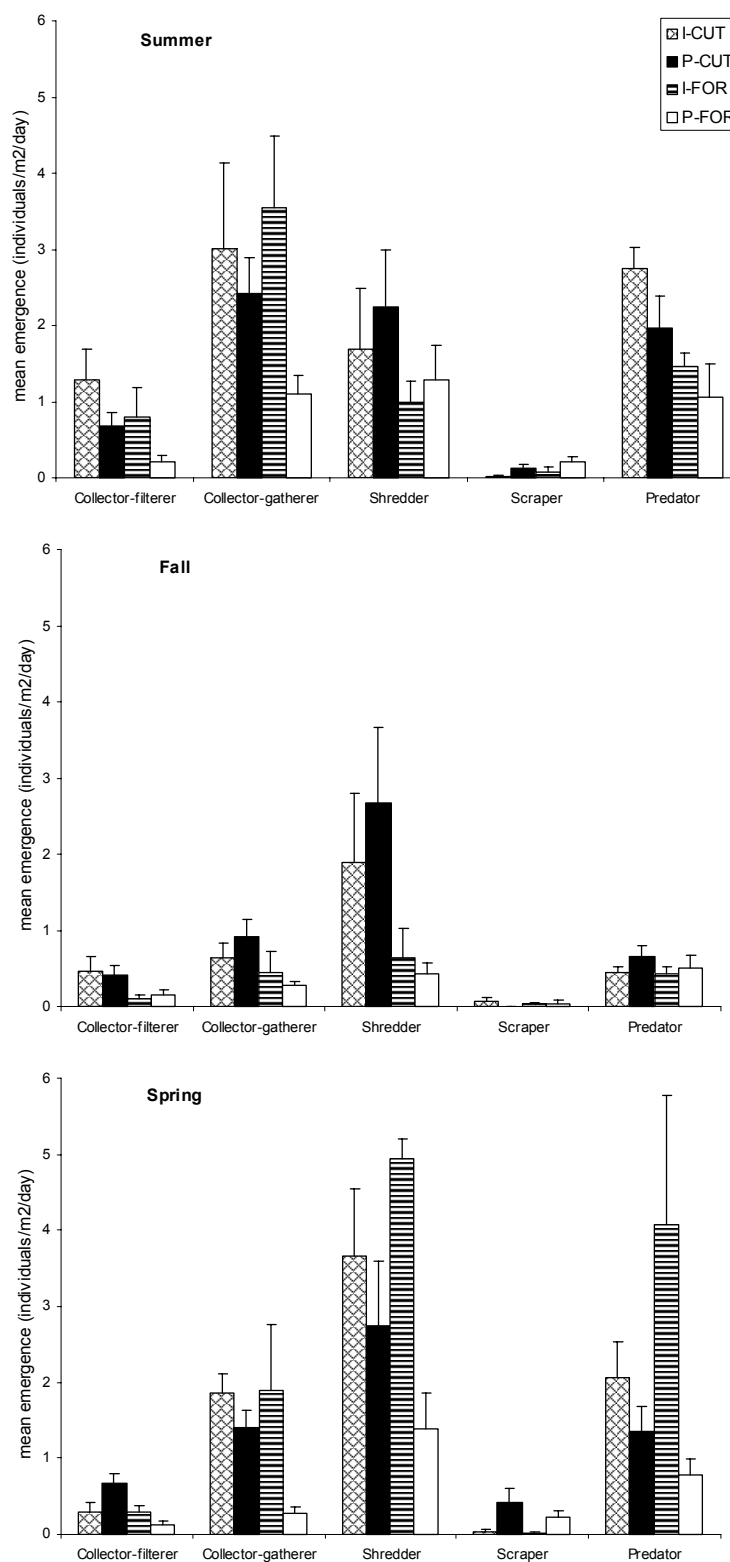 Summer
I-CUT
P-CUT
I-FOR
P-FOR
mean emergence (individuals/m2/day)
6
5
4
3
2
1
0
Collector-filterer Collector-gatherer Shredder Scraper Predator
Fall
mean emergence (individuals/m2/day)
6
5
4
3
2
1
0
Collector-filterer Collector-gatherer Shredder Scraper Predator
Spring
mean emergence (individuals/m2/day)
6
5
4
3
2
1
0
Collector-filterer Collector-gatherer Shredder Scraper Predator